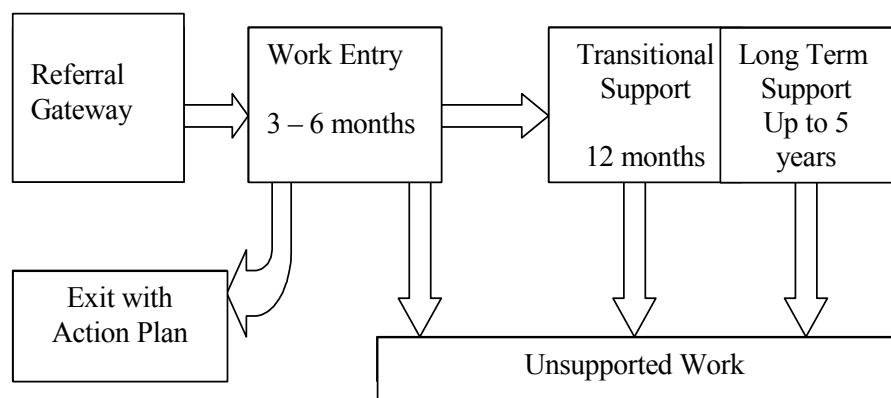 Referral
Gateway
Work Entry
3 – 6 months
Transitional
Support
12 months
Long Term
Support
Up to 5
years
Exit with
Action Plan
Unsupported Work